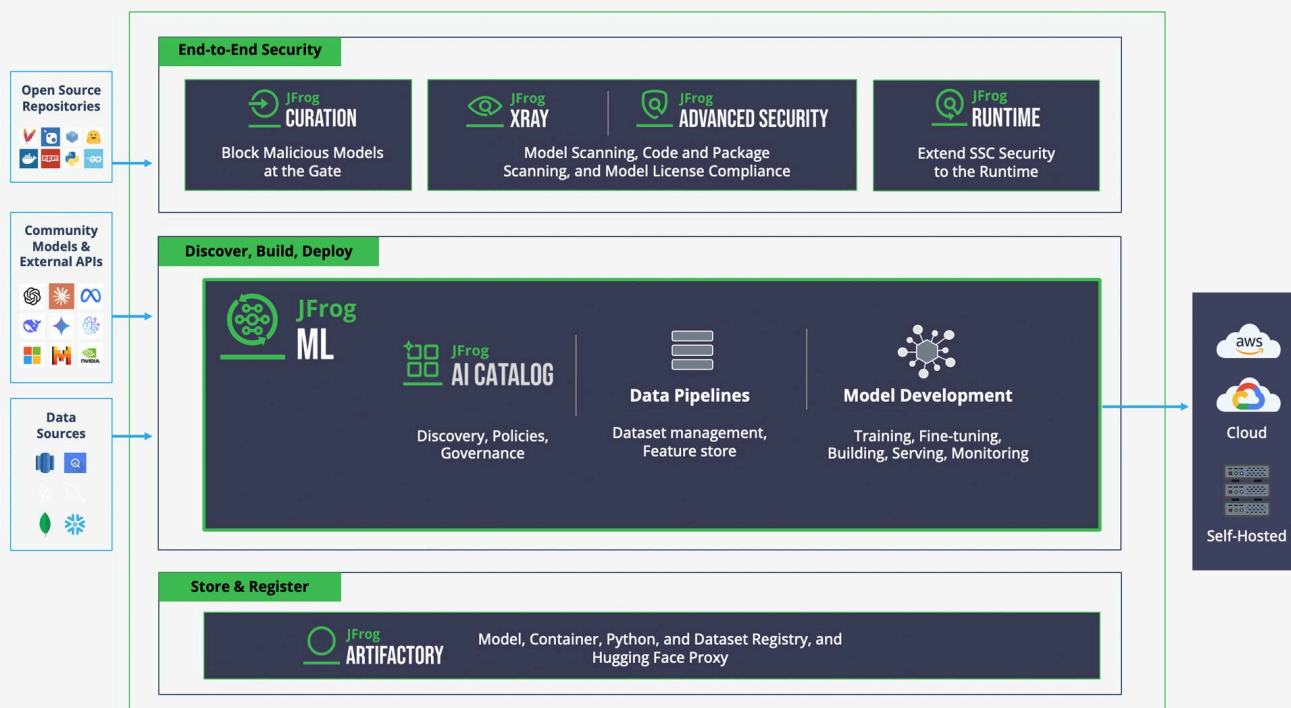 End-to-End Security
Open Source
Repositories
npm
GO
JFrog
CURATION
Block Malicious Models
at the Gate
JFrog
XRAY
JFrog
ADVANCED SECURITY
Model Scanning, Code and Package
Scanning, and Model License Compliance
JFrog
RUNTIME
Extend SSC Security
to the Runtime
Community
Models &
External APIs
NVIDIA
Discover, Build, Deploy
JFrog
ML
JFrog
AI CATALOG
Discovery, Policies,
Governance
Data Pipelines
Dataset management,
Feature store
Model Development
Training, Fine-tuning,
Building, Serving, Monitoring
Data
Sources
aws
Cloud
Self-Hosted
Store & Register
JFrog
ARTIFACTORY
Model, Container, Python, and Dataset Registry, and
Hugging Face Proxy